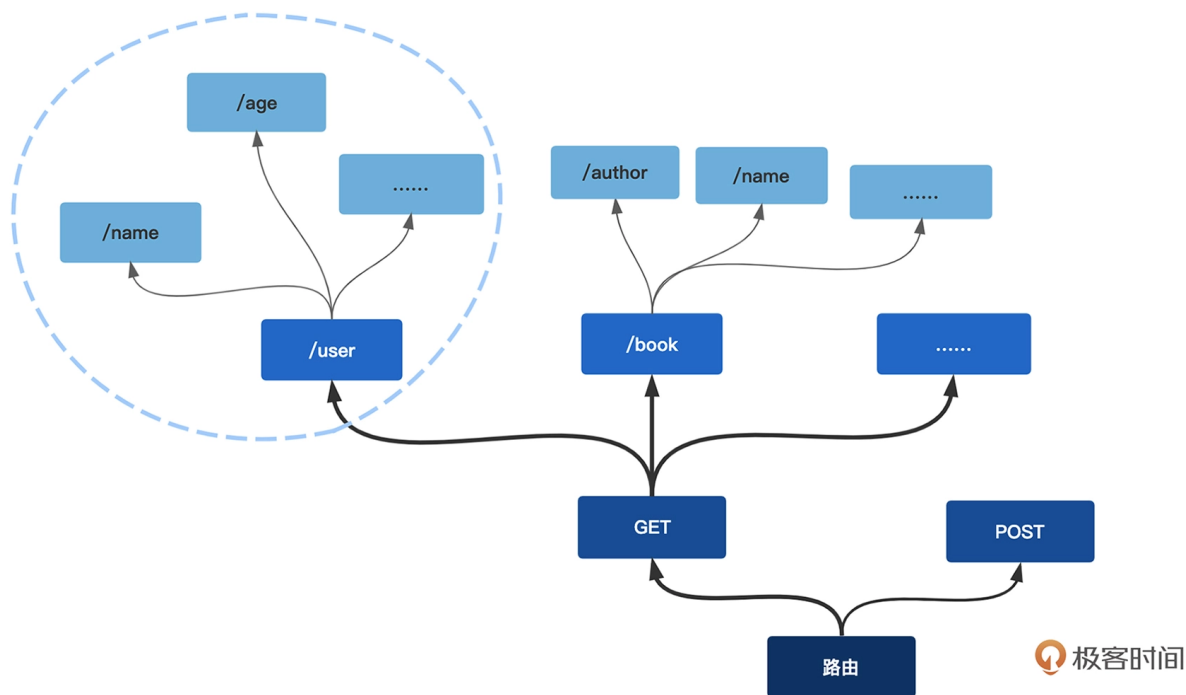 /age
......
/name
/author
/name
......
/user
/book
......
GET
POST
路由
极客时间